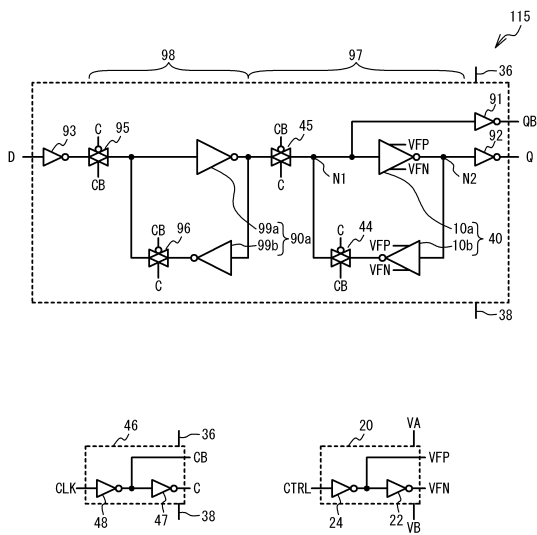 115
98
97
36
93
C
95
CB
45
91
QB
D
CB
C
N1
VFP
VFN
N2
92
Q
99a
99b
90a
10a
10b
40
CB
96
C
C
44
CB
VFP
VFN
38
46
36
CB
CLK
C
48
47
38
20
VA
VFP
CTRL
VFN
24
22
VB